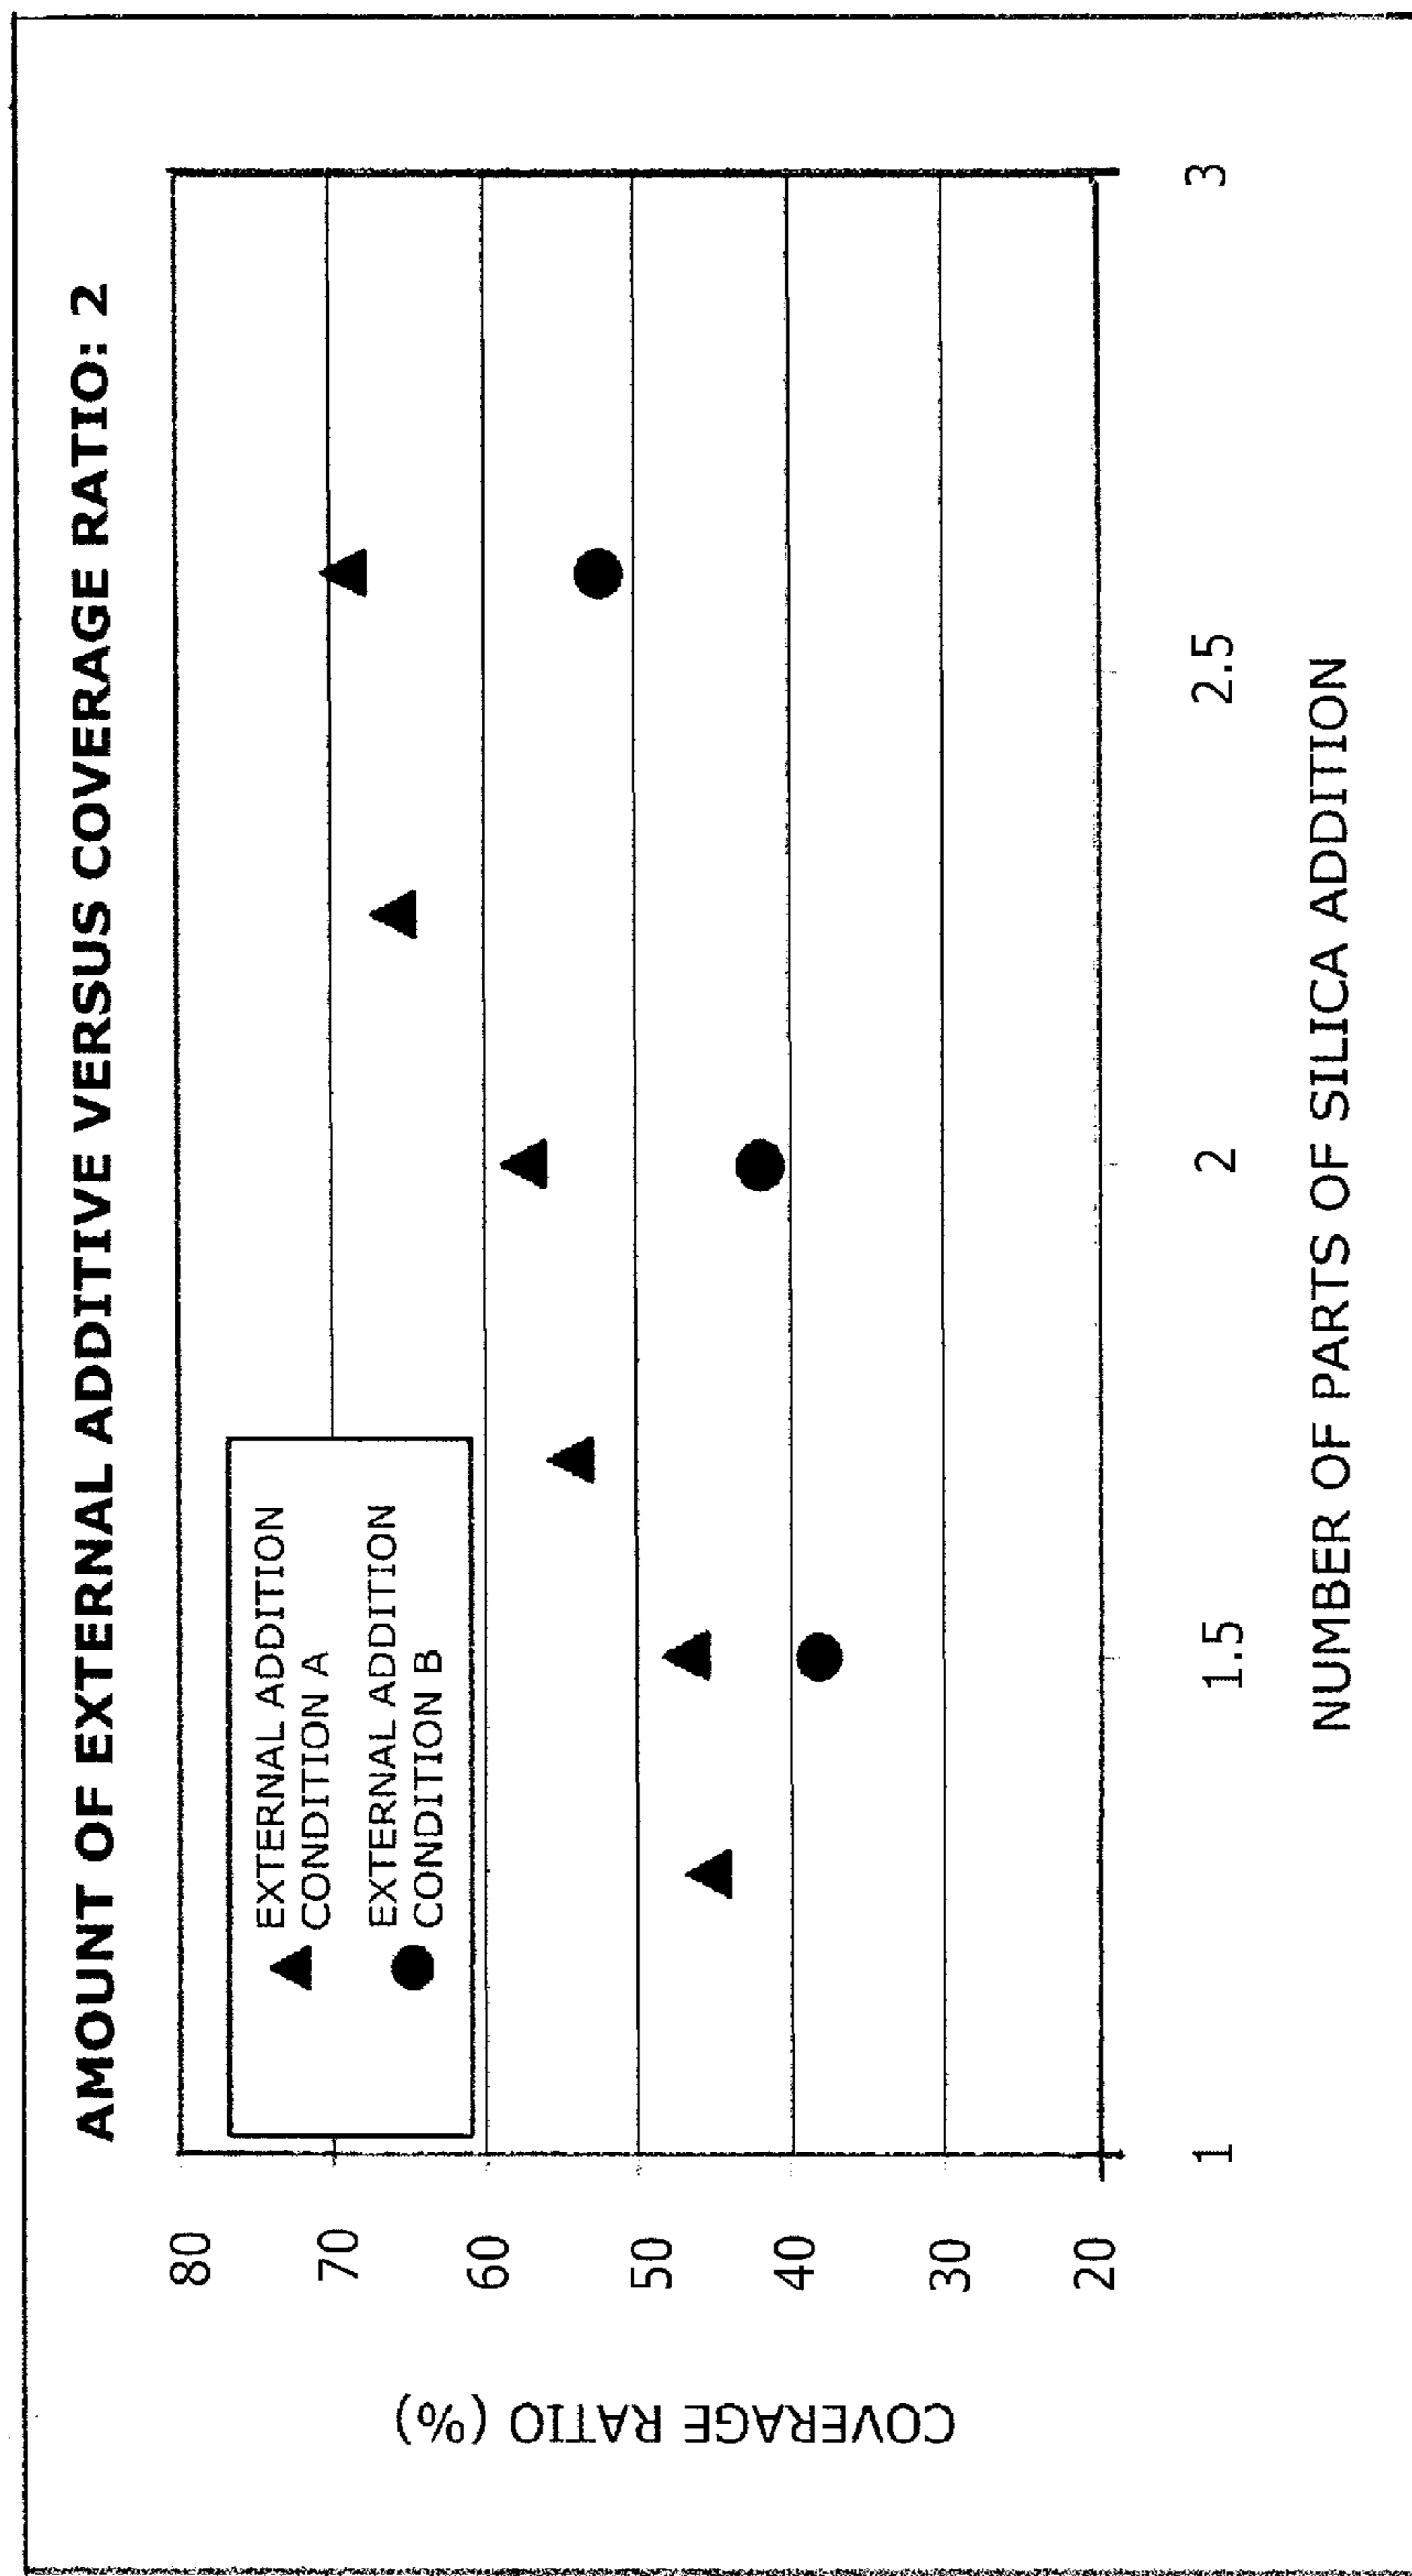 AMOUNT OF EXTERNAL ADDITIVE VERSUS COVERAGE RATIO: 2
EXTERNAL ADDITION
CONDITION A
EXTERNAL ADDITION
CONDITION B
COVERAGE RATIO (%)
80
70
60
50
40
30
20
1
1.5
2
2.5
3
NUMBER OF PARTS OF SILICA ADDITION